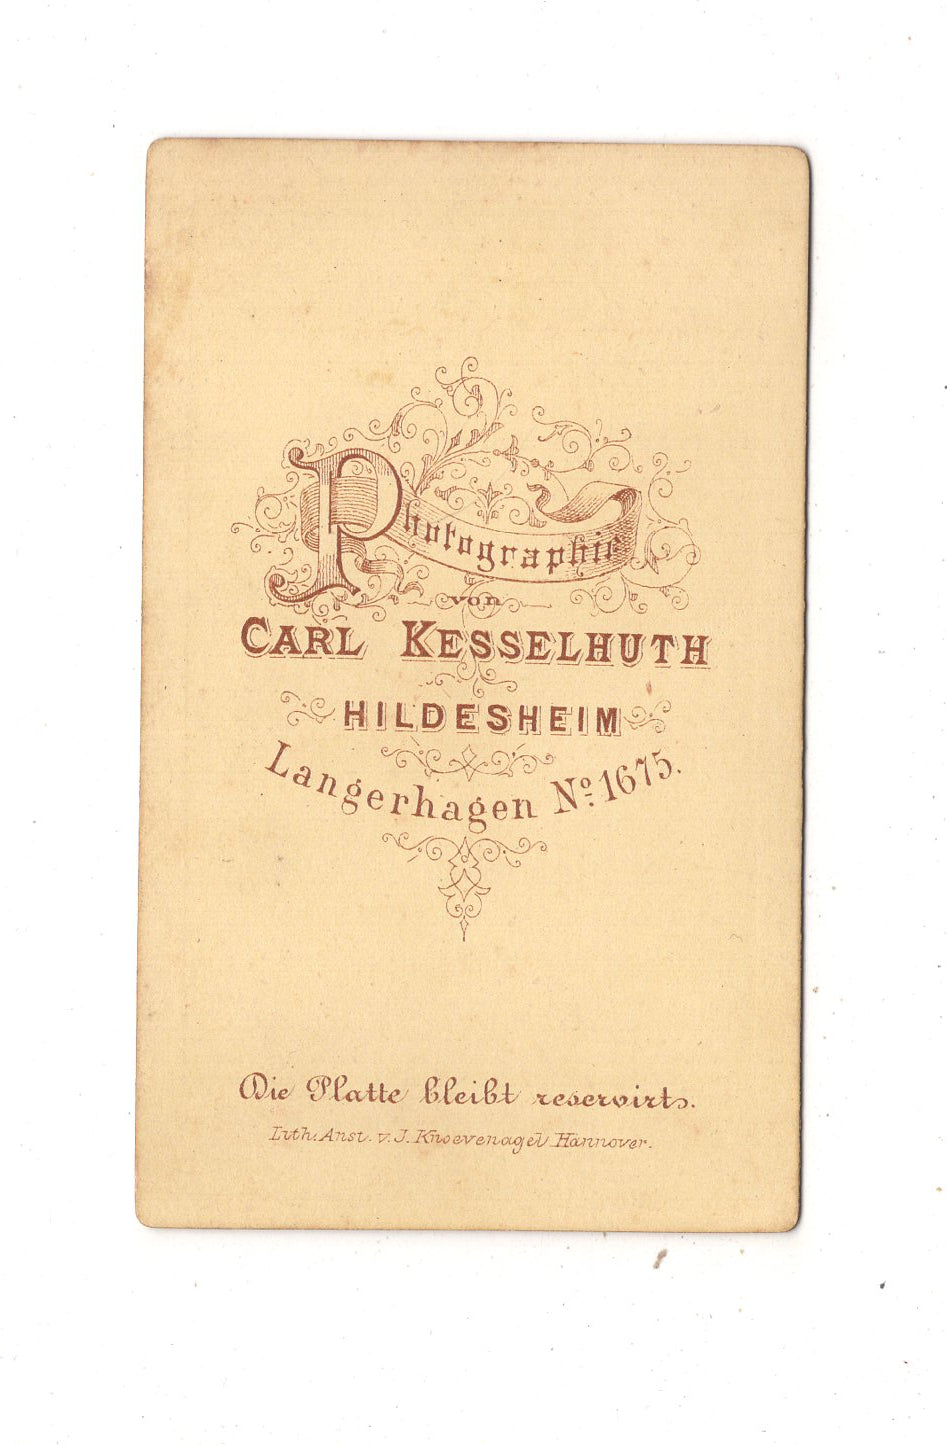 Photographie
von
CARL KESSELHUTH
HILDESHEIM
Langerhagen No. 1675.
Die Platte bleibt reservirt.
Lith. Anst. v. J. Knoevenagel Hannover.